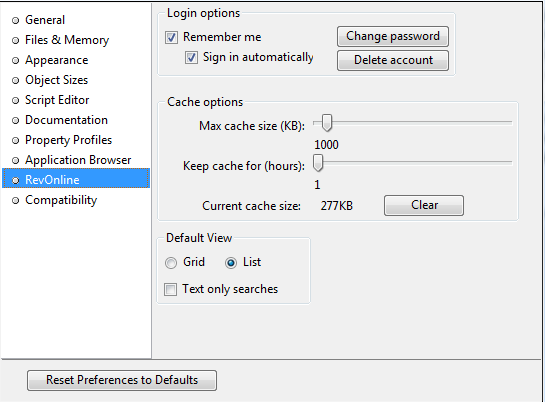 General
Files & Memory
Appearance
Object Sizes
Script Editor
Documentation
Property Profiles
Application Browser
RevOnline
Compatibility
Login options
Remember me
Change password
Sign in automatically
Delete account
Cache options
Max cache size (KB):
1000
Keep cache for (hours):
1
Current cache size: 277KB
Clear
Default View
Grid List
Text only searches
Reset Preferences to Defaults